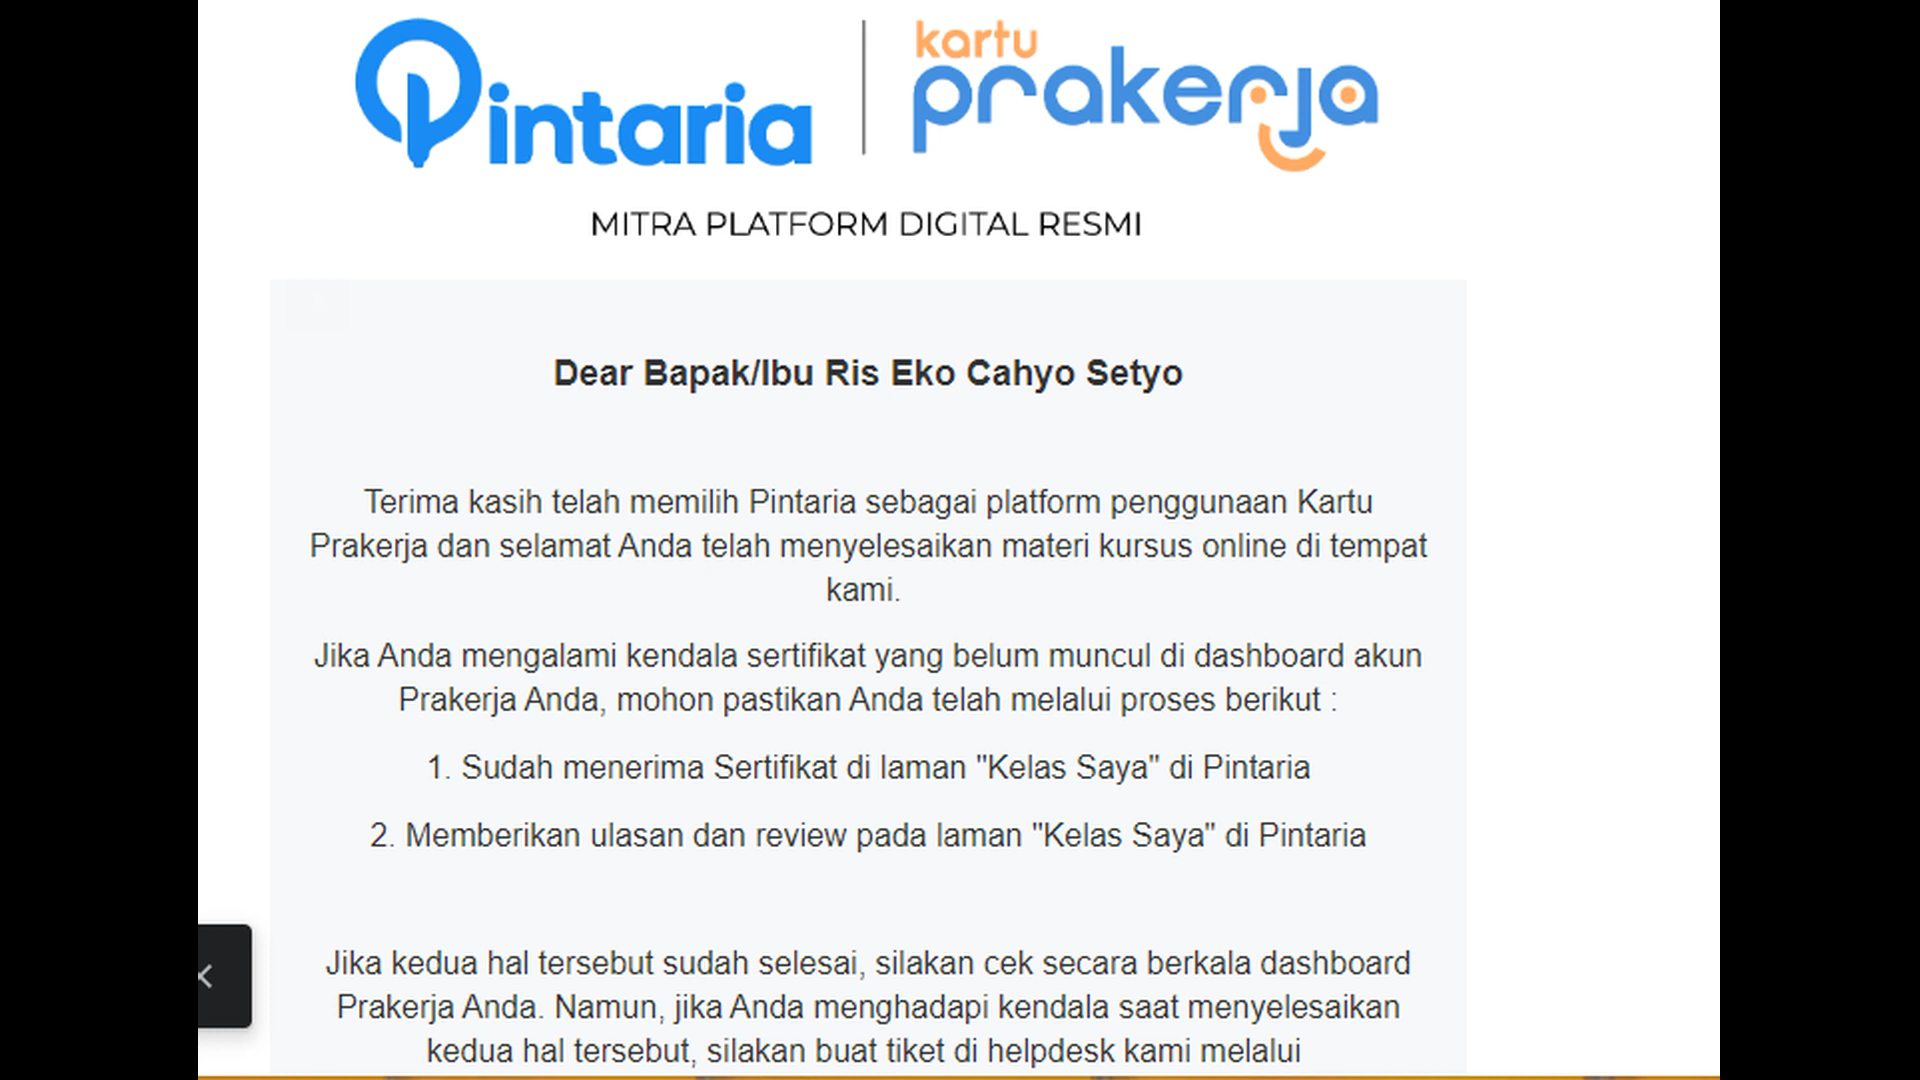 Pintaria
kartu
prakerja
MITRA PLATFORM DIGITAL RESMI
Dear Bapak/Ibu Ris Eko Cahyo Setyo
Terima kasih telah memilih Pintaria sebagai platform penggunaan Kartu
Prakerja dan selamat Anda telah menyelesaikan materi kursus online di tempat
kami.
Jika Anda mengalami kendala sertifikat yang belum muncul di dashboard akun
Prakerja Anda, mohon pastikan Anda telah melalui proses berikut :
1. Sudah menerima Sertifikat di laman "Kelas Saya" di Pintaria
2. Memberikan ulasan dan review pada laman "Kelas Saya" di Pintaria
Jika kedua hal tersebut sudah selesai, silakan cek secara berkala dashboard
Prakerja Anda. Namun, jika Anda menghadapi kendala saat menyelesaikan
kedua hal tersebut, silakan buat tiket di helpdesk kami melalui